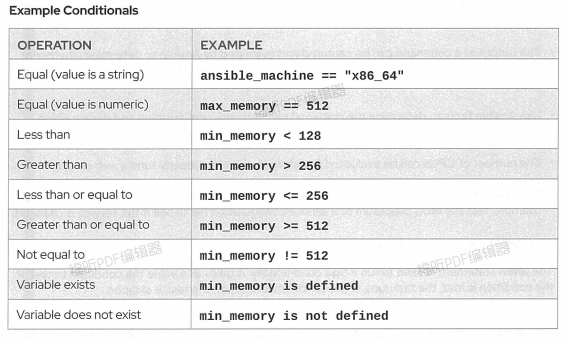 Example Conditionals
OPERATION EXAMPLE
Equal (value is a string) ansible_machine == "x86_64"
Equal (value is numeric) max_memory == 512
Less than min_memory < 128
Greater than min_memory > 256
Less than or equal to min_memory <= 256
Greater than or equal to min_memory >= 512
Not equal to min_memory != 512
Variable exists min_memory is defined
Variable does not exist min_memory is not defined
福昕PDF编辑器
福昕PDF编辑器
福昕PDF编辑器